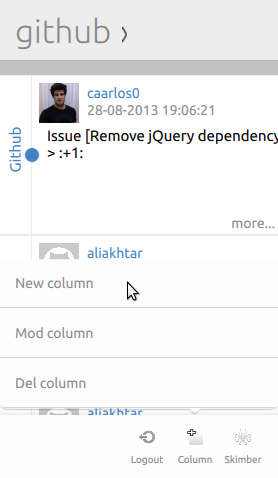 github ❭
Github
caarlos0
28-08-2013 19:06:21
Issue [Remove jQuery dependency
> :+1:
more...
aliakhtar
New column
Mod column
Del column
aliakhtar
Logout
Column
Skimber